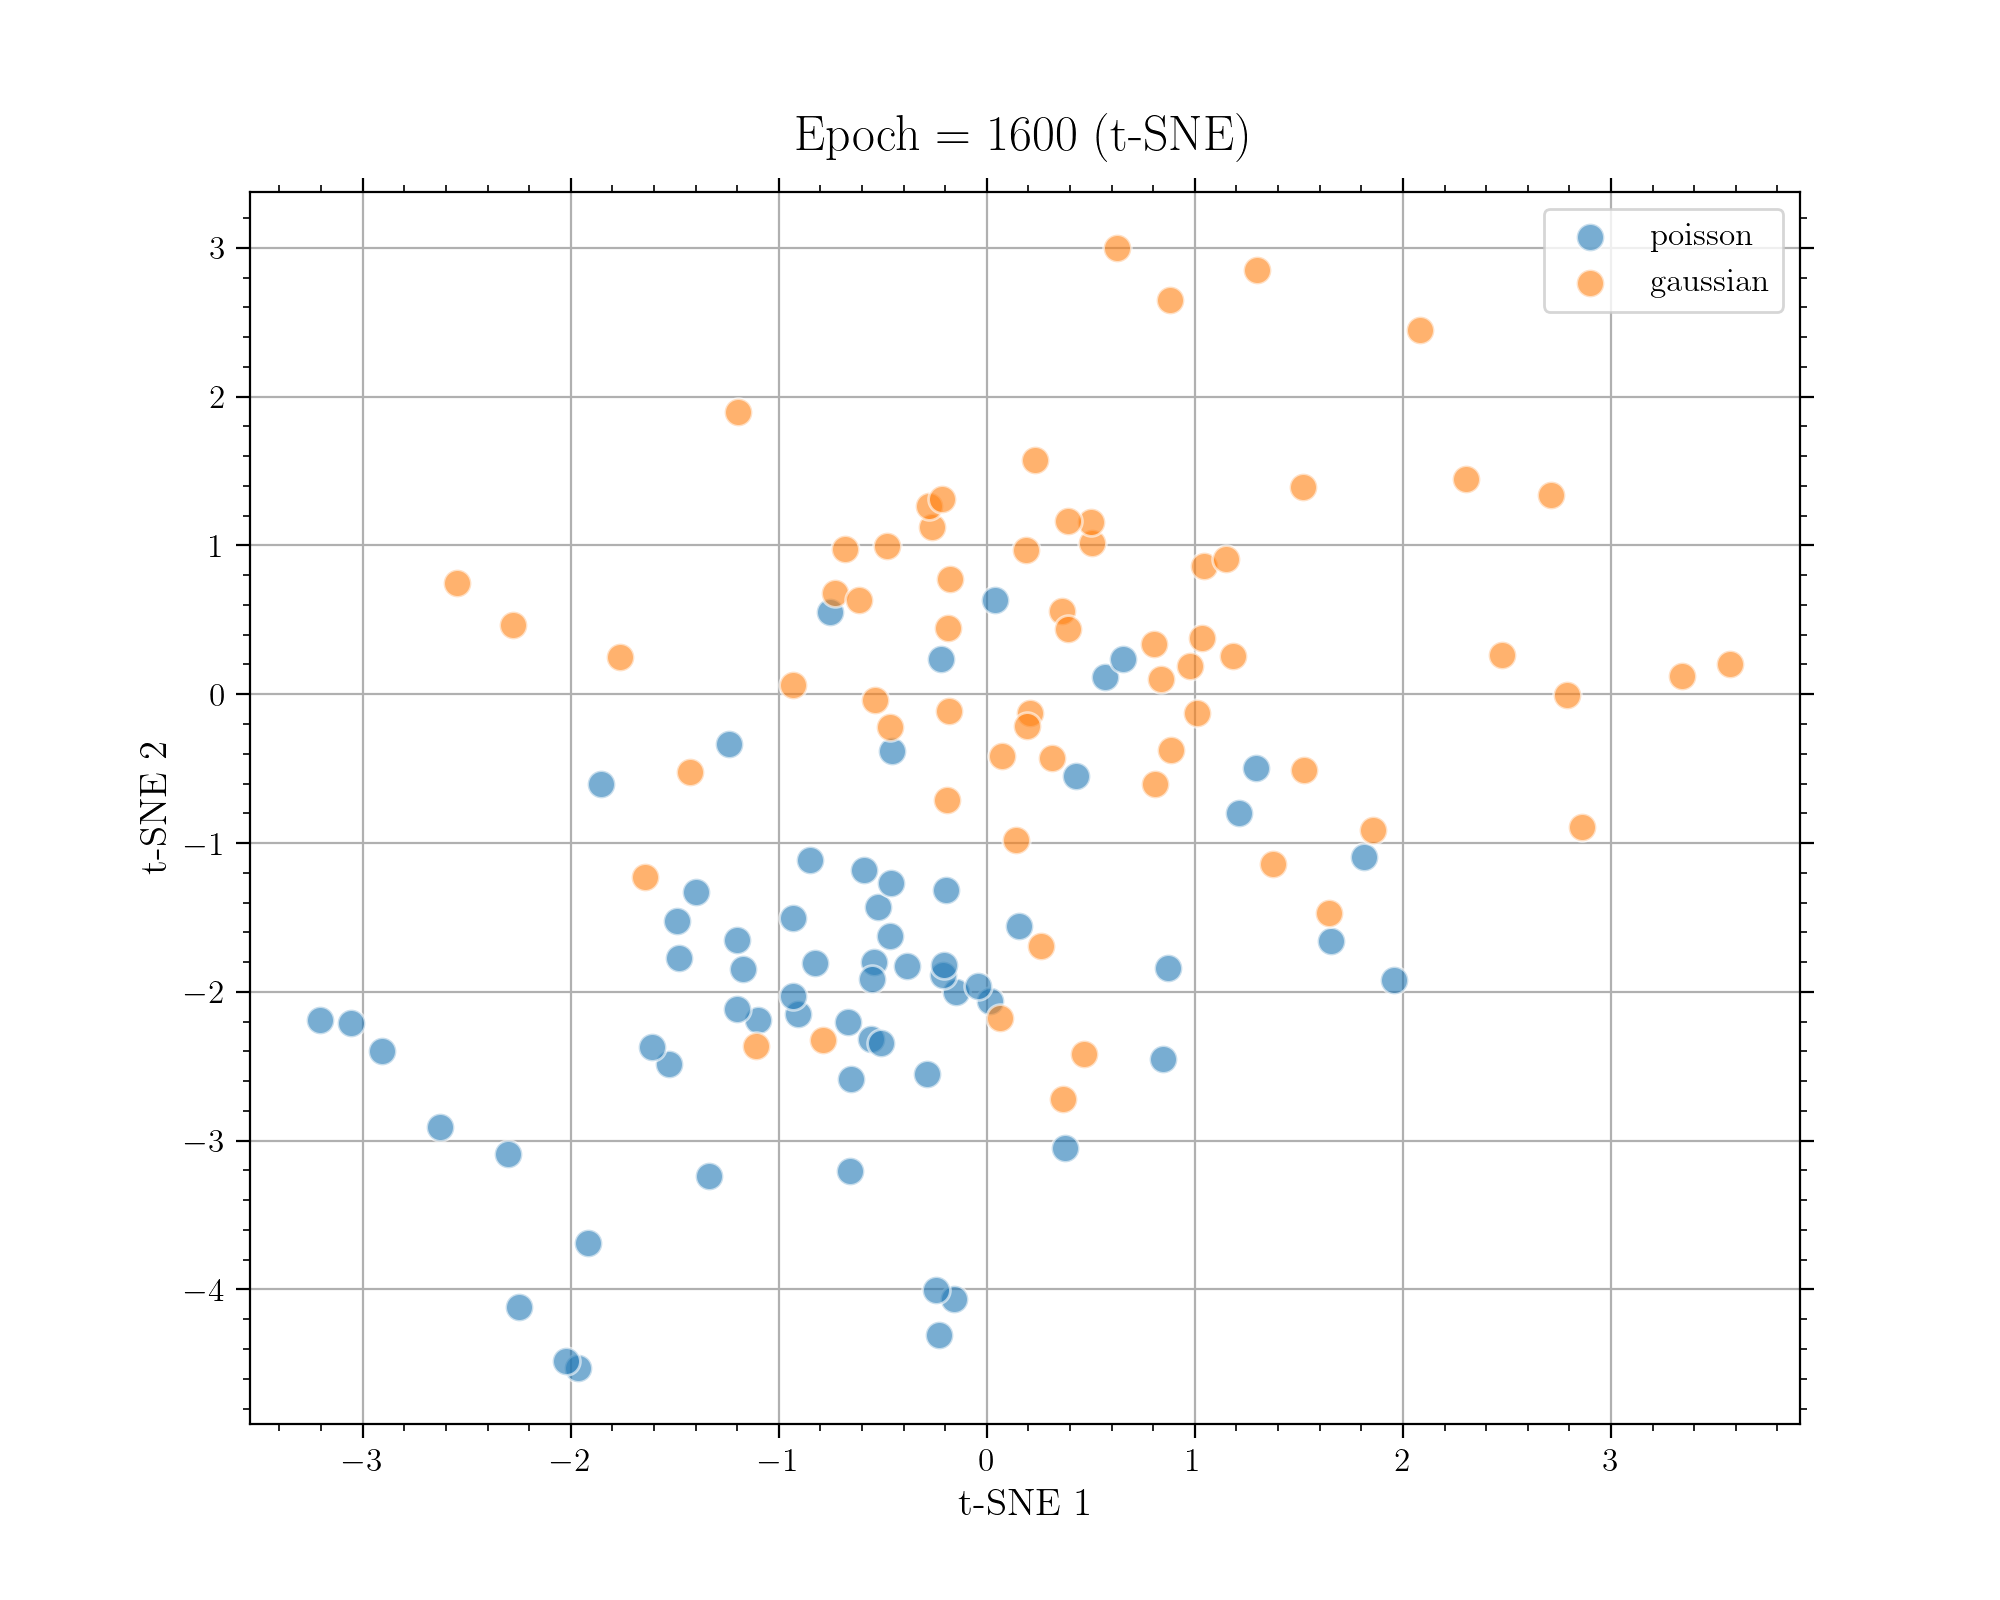 Epoch = 1600 (t-SNE)
poisson
gaussian
3
2
1
0
−1
−2
−3
−4
t-SNE 2
−3 −2 −1 0 1 2 3
t-SNE 1